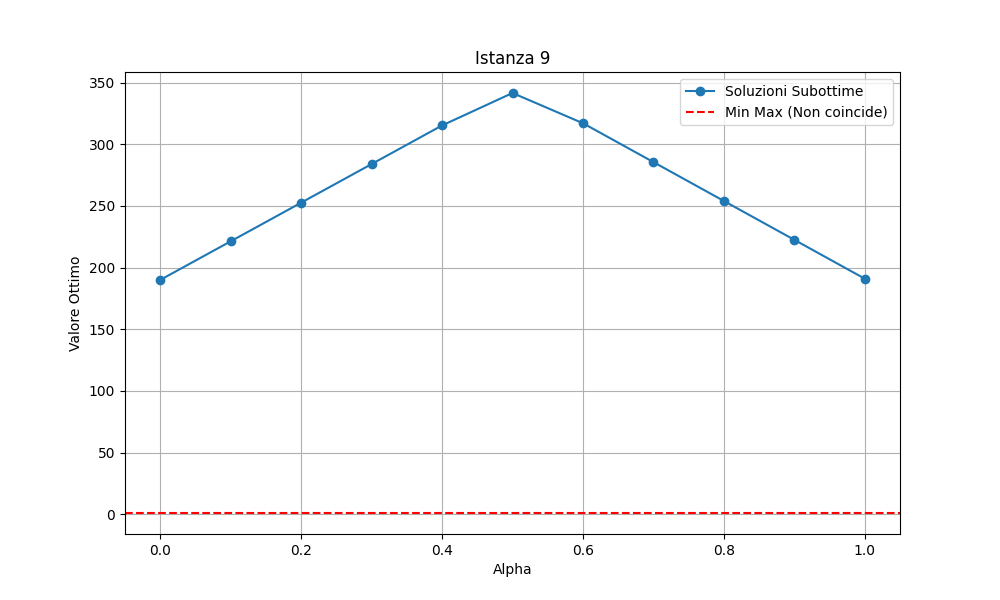 Istanza 9
Soluzioni Subottime
Min Max (Non coincide)
Valore Ottimo
350
300
250
200
150
100
50
0
0.0 0.2 0.4 0.6 0.8 1.0
Alpha